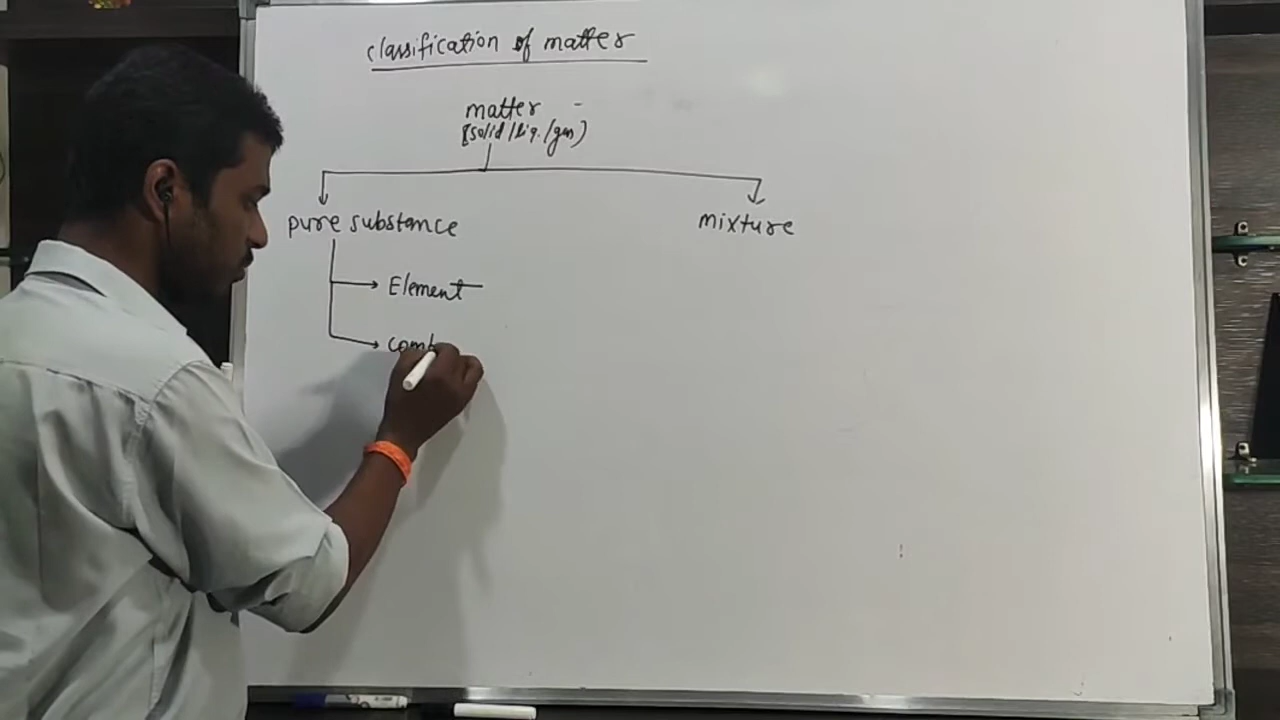 classification of matter
matter
[solid/liq./gas]
pure substance
mixture
Element
comp